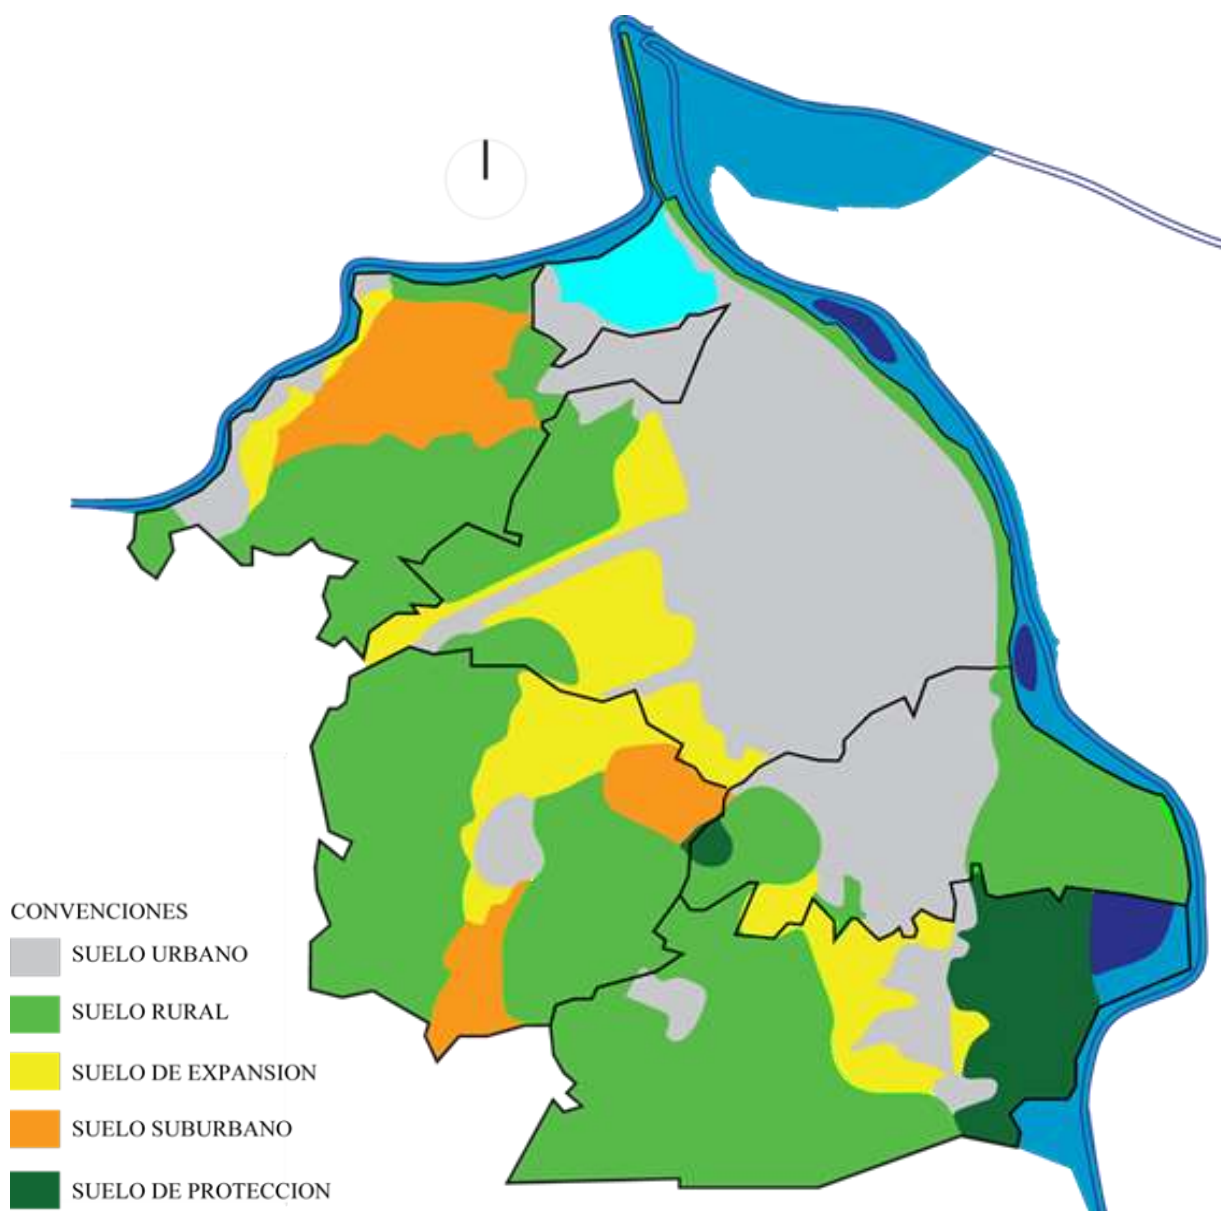 CONVENCIONES
SUELO URBANO
SUELO RURAL
SUELO DE EXPANSION
SUELO SUBURBANO
SUELO DE PROTECCION